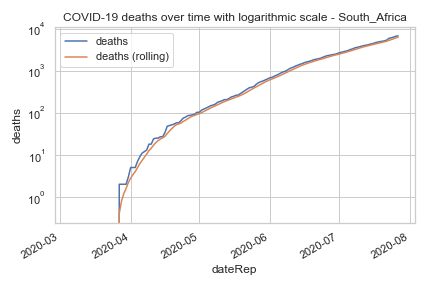 COVID-19 deaths over time with logarithmic scale - South_Africa
deaths
deaths (rolling)
10^4
10^3
10^2
10^1
10^0
deaths
2020-03
2020-04
2020-05
2020-06
2020-07
2020-08
dateRep